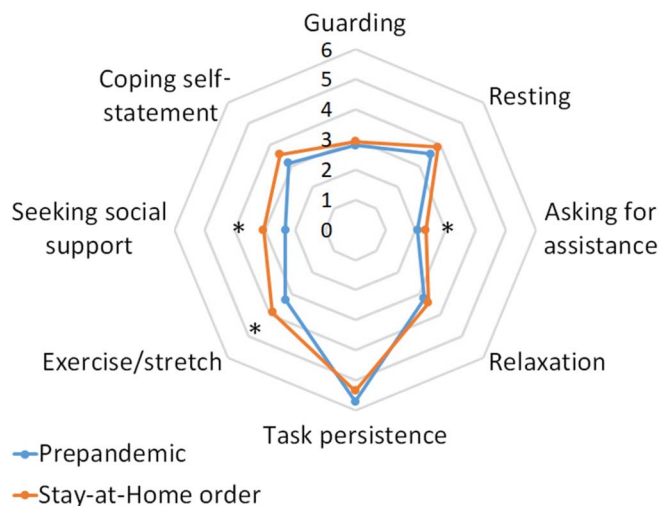 Guarding
6
5
4
3
2
1
0
Coping self-
statement
Resting
Seeking social
support
*
*
Asking for
assistance
*
Exercise/stretch
Relaxation
Task persistence
Prepandemic
Stay-at-Home order